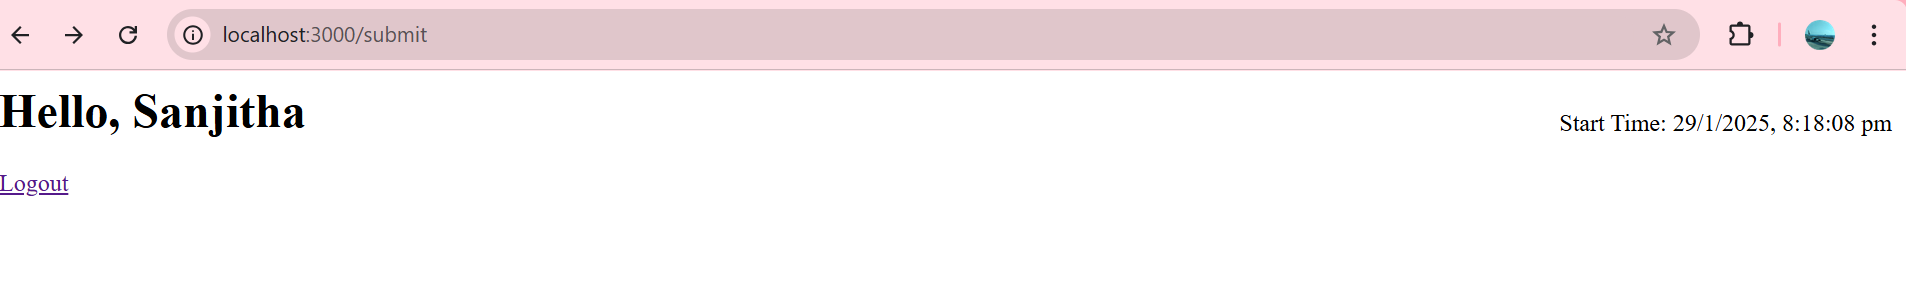 localhost:3000/submit
Hello, Sanjitha
Start Time: 29/1/2025, 8:18:08 pm
Logout